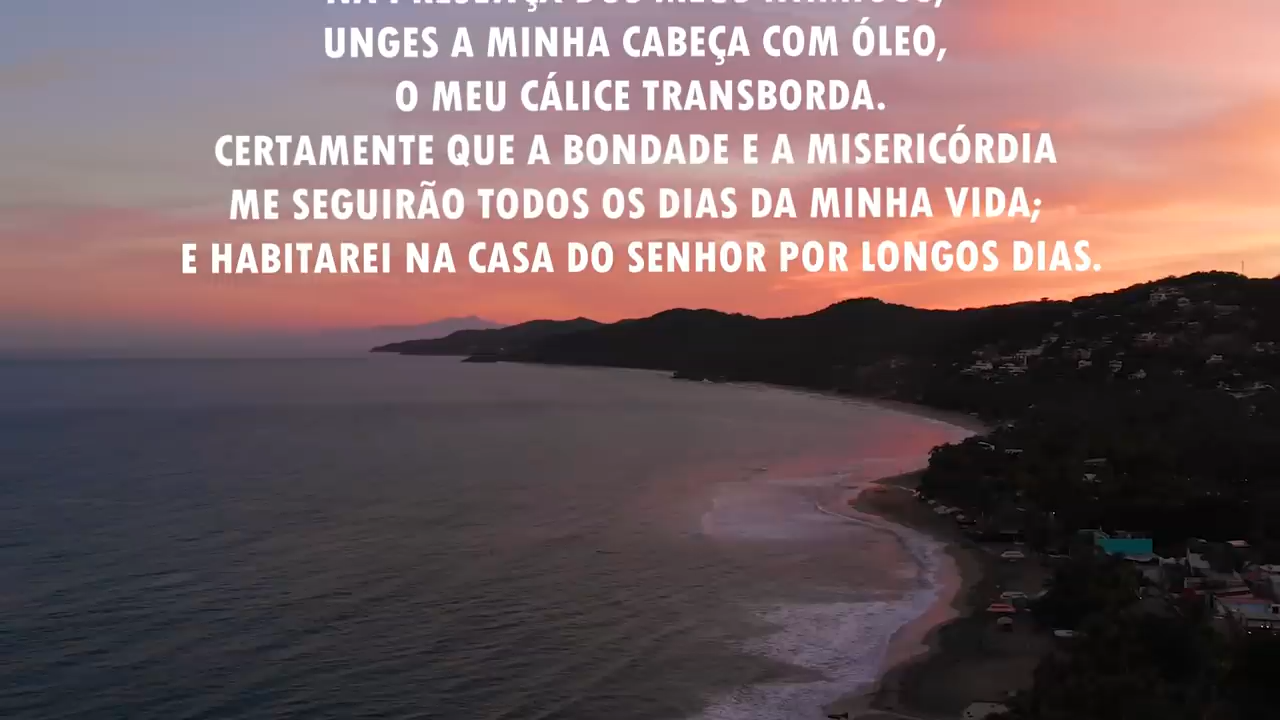 UNGES A MINHA CABEÇA COM ÓLEO,
O MEU CÁLICE TRANSBORDA.
CERTAMENTE QUE A BONDADE E A MISERICÓRDIA
ME SEGUIRÃO TODOS OS DIAS DA MINHA VIDA;
E HABITAREI NA CASA DO SENHOR POR LONGOS DIAS.